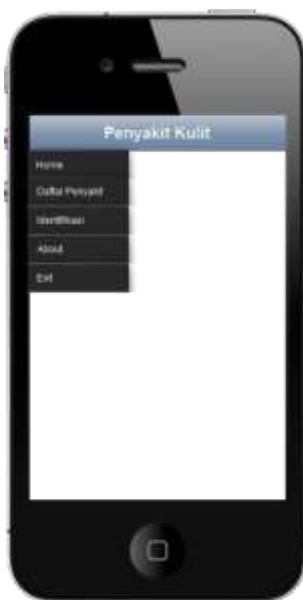 Penyakit Kulit
Home
Daftar Penyakit
Identifikasi
About
Exit